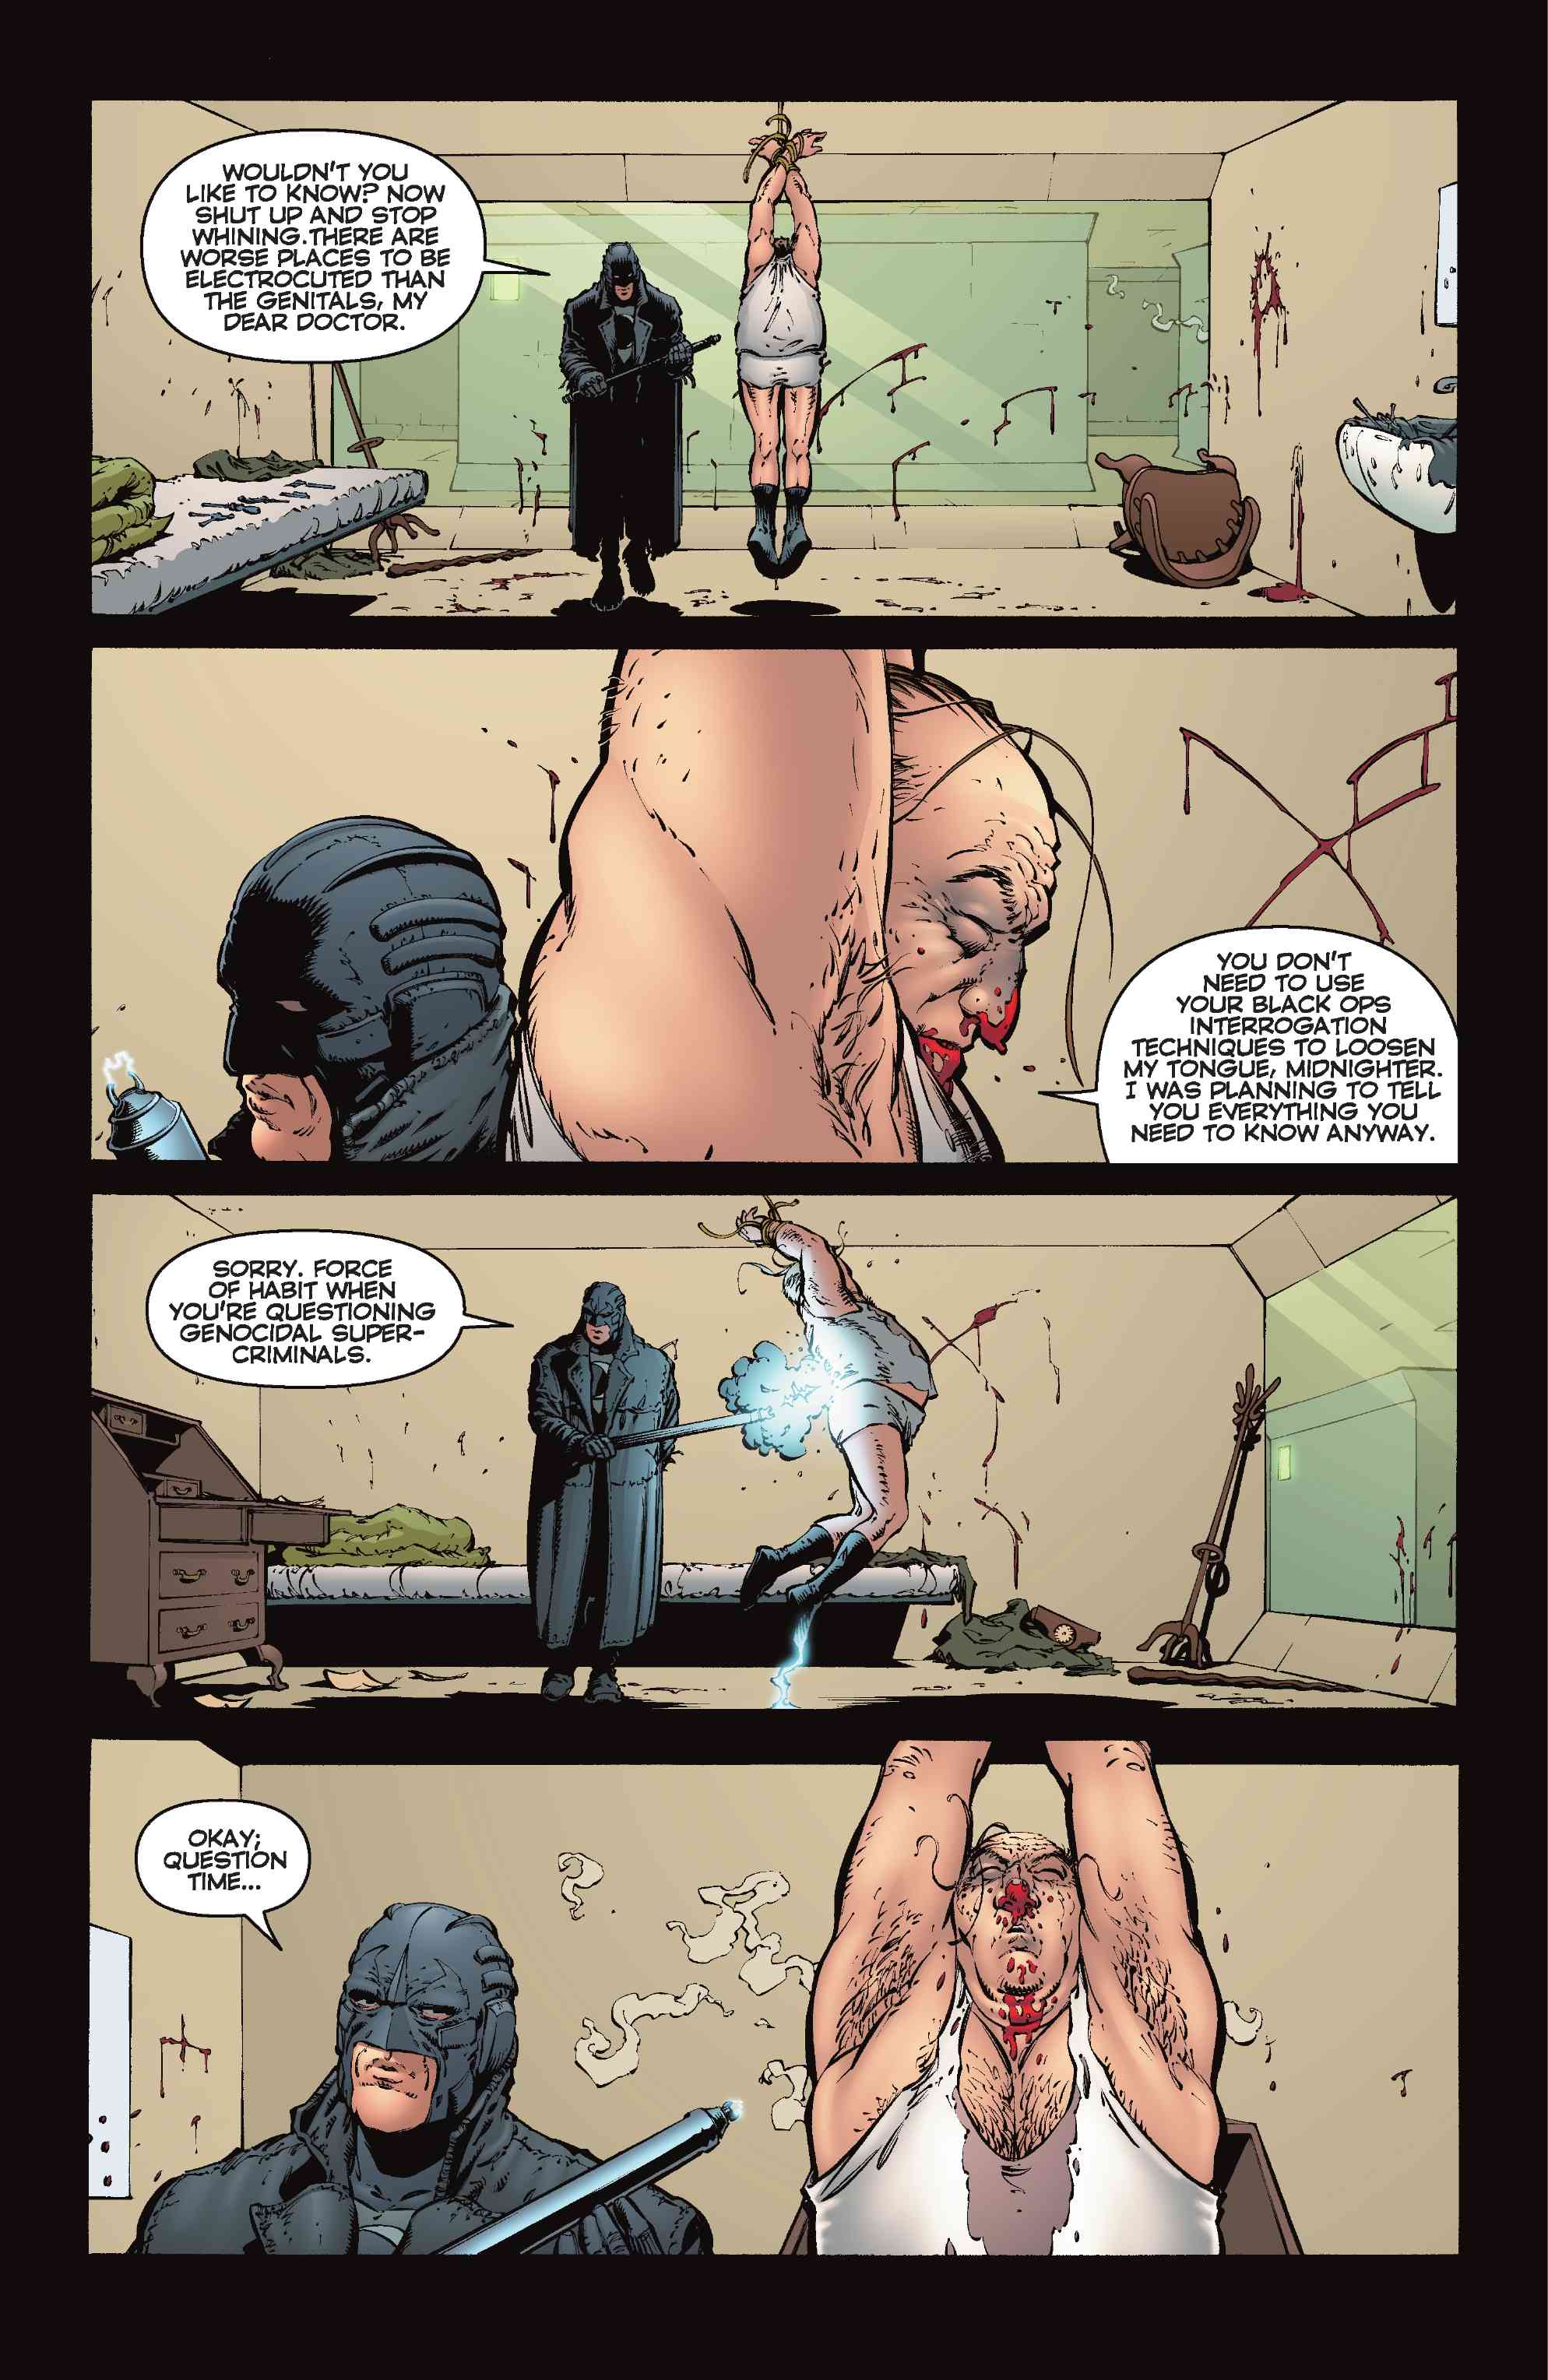 WOULDN'T YOU
LIKE TO KNOW? NOW
SHUT UP AND STOP
WHINING.THERE ARE
WORSE PLACES TO BE
ELECTROCUTED THAN
THE GENITALS, MY
DEAR DOCTOR.
YOU DON'T
NEED TO USE
YOUR BLACK OPS
INTERROGATION
TECHNIQUES TO LOOSEN
MY TONGUE, MIDNIGHTER.
I WAS PLANNING TO TELL
YOU EVERYTHING YOU
NEED TO KNOW ANYWAY.
SORRY. FORCE
OF HABIT WHEN
YOU'RE QUESTIONING
GENOCIDAL SUPER-
CRIMINALS.
OKAY;
QUESTION
TIME...